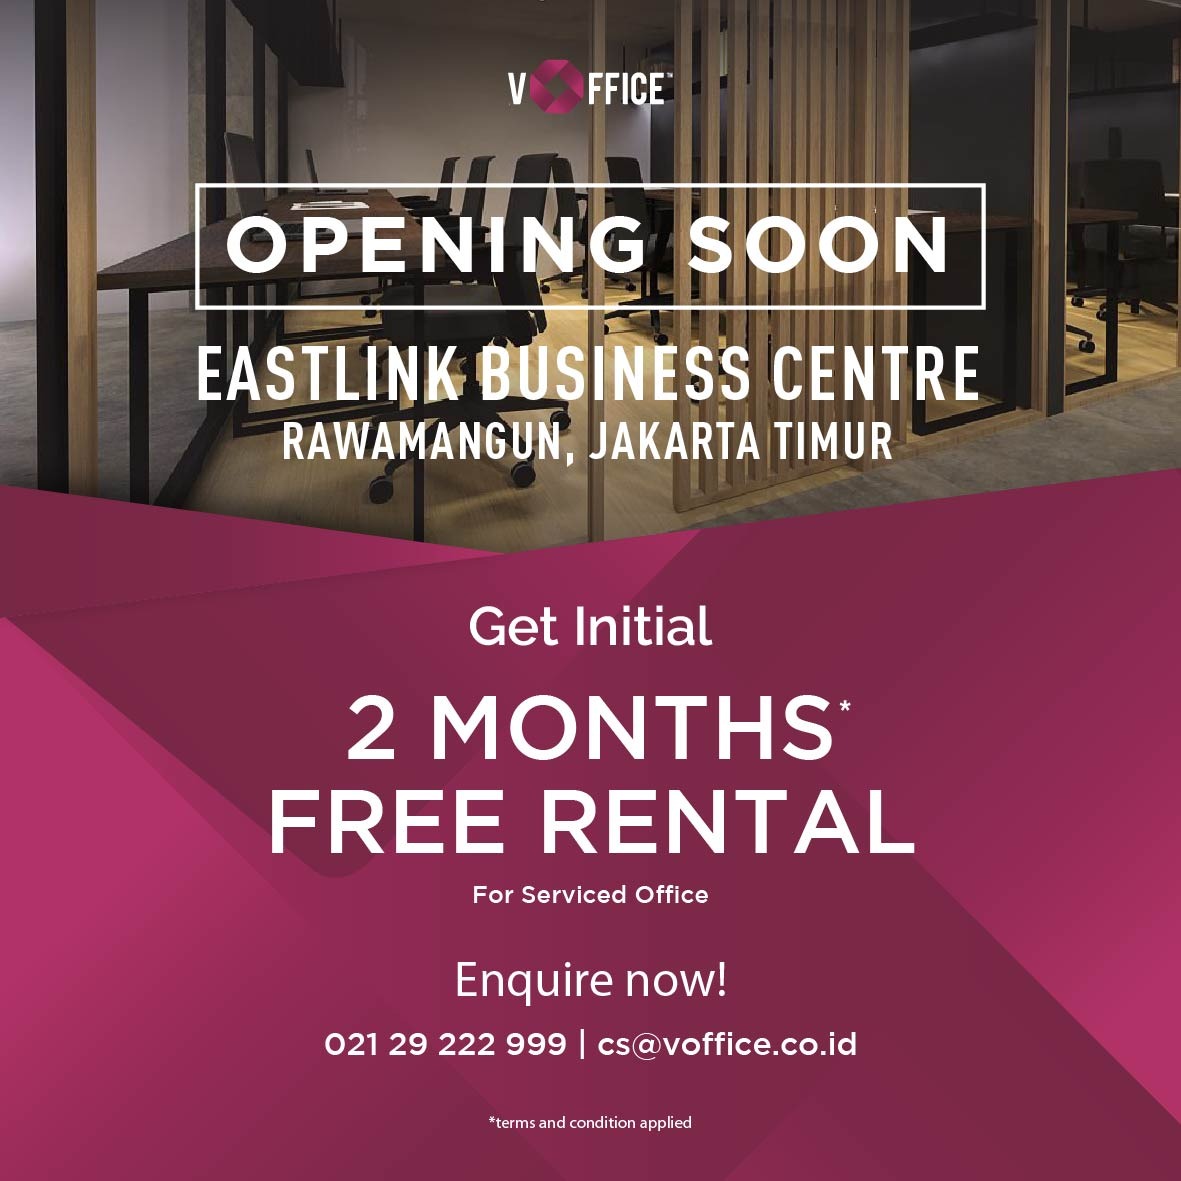 VOFFICE™
OPENING SOON
EASTLINK BUSINESS CENTRE
RAWAMANGUN, JAKARTA TIMUR
Get Initial
2 MONTHS*
FREE RENTAL
For Serviced Office
Enquire now!
021 29 222 999 | cs@voffice.co.id
*terms and condition applied